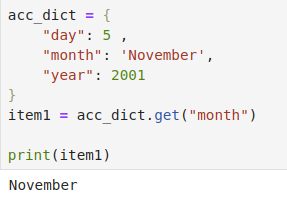 acc_dict = {
    "day": 5 ,
    "month": 'November',
    "year": 2001
}
item1 = acc_dict.get("month")

print(item1)
November